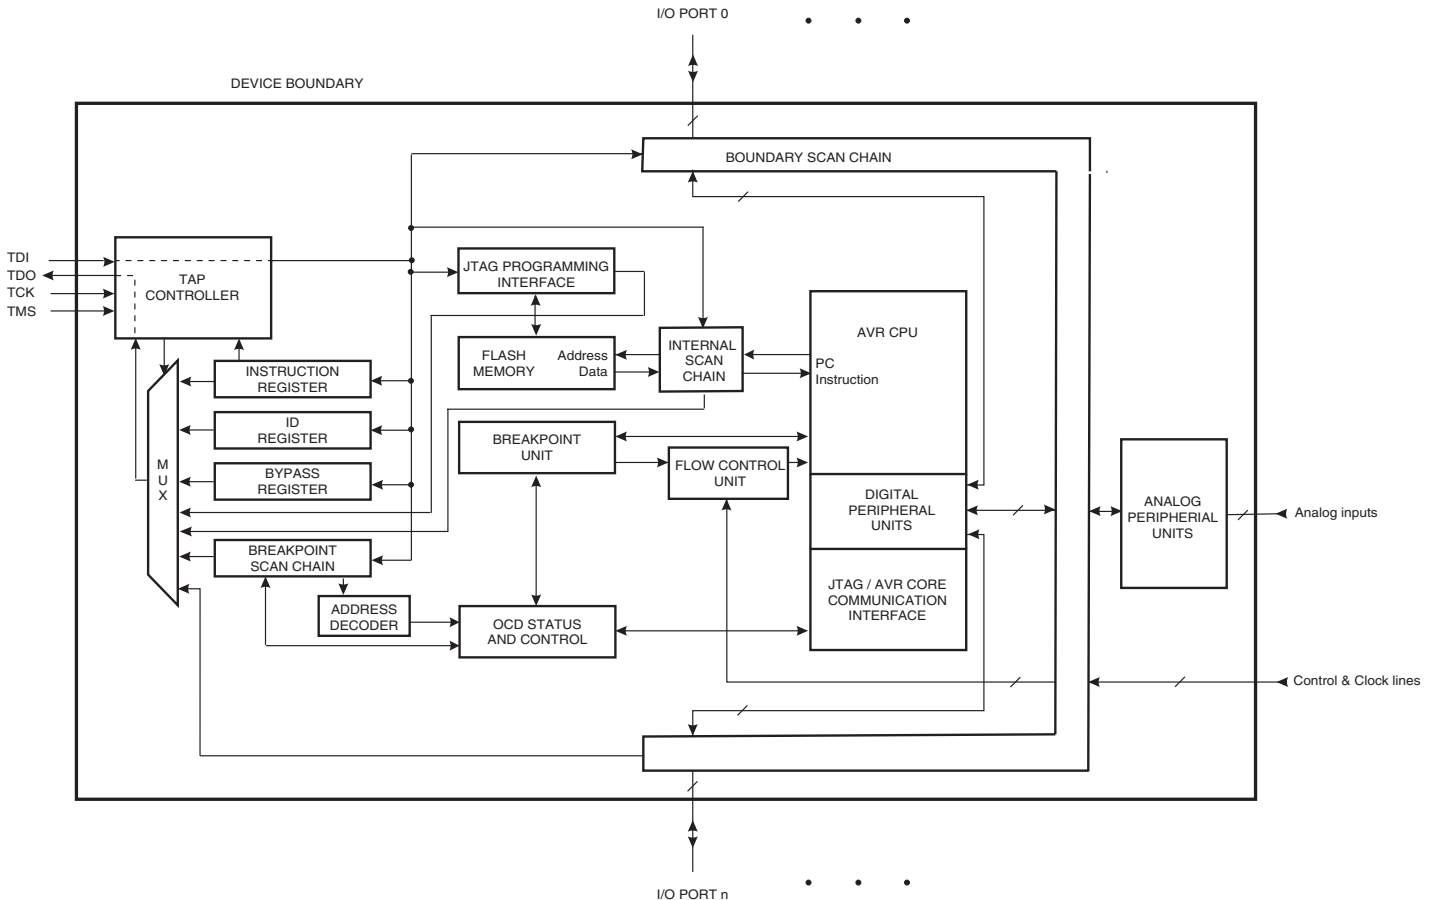 I/O PORT 0
DEVICE BOUNDARY
BOUNDARY SCAN CHAIN
TDI
TDO
TCK
TMS
TAP
CONTROLLER
JTAG PROGRAMMING
INTERFACE
FLASH
MEMORY
Address
Data
INTERNAL
SCAN
CHAIN
AVR CPU
PC
Instruction
INSTRUCTION
REGISTER
ID
REGISTER
BYPASS
REGISTER
M
U
X
BREAKPOINT
SCAN CHAIN
ADDRESS
DECODER
BREAKPOINT
UNIT
FLOW CONTROL
UNIT
OCD STATUS
AND CONTROL
DIGITAL
PERIPHERAL
UNITS
JTAG / AVR CORE
COMMUNICATION
INTERFACE
ANALOG
PERIPHERIAL
UNITS
Analog inputs
Control & Clock lines
I/O PORT n